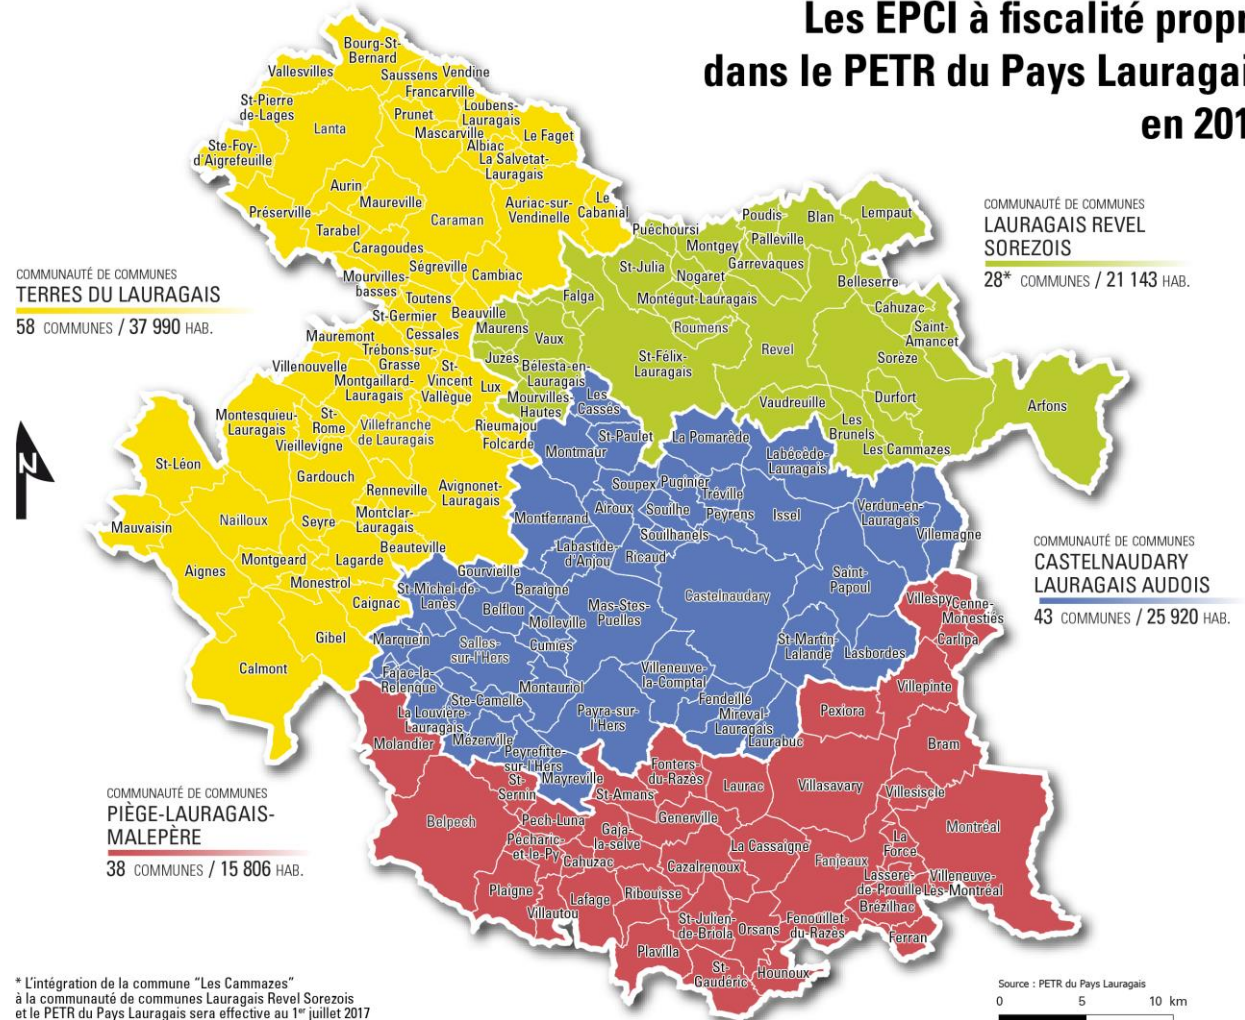 Les EPCI à fiscalité propr
dans le PETR du Pays Lauragai
en 201
COMMUNAUTÉ DE COMMUNES
TERRES DU LAURAGAIS
58 COMMUNES / 37 990 HAB.
COMMUNAUTÉ DE COMMUNES
LAURAGAIS REVEL
SOREZOIS
28* COMMUNES / 21 143 HAB.
COMMUNAUTÉ DE COMMUNES
CASTELNAUDARY
LAURAGAIS AUDOIS
43 COMMUNES / 25 920 HAB.
COMMUNAUTÉ DE COMMUNES
PIÈGE-LAURAGAIS-
MALEPÈRE
38 COMMUNES / 15 806 HAB.
N
Bourg-St-
Bernard
Vallesvilles
Saussens
Vendine
Francarville
St-Pierre
de-Lages
Loubens-
Lauragais
Prunet
Lanta
Mascarville
Le Faget
Albiac
Ste-Foy-
d'Aigrefeuille
La Salvetat-
Lauragais
Aurin
Maureville
Auriac-sur-
Vendinelle
Le
Cabanial
Préserville
Caraman
Tarabel
Caragoudes
Ségreville
Cambiac
Mourvilles-
basses
Toutens
St-Germier
Beauville
Mauremont
Cessales
Trébons-sur-
Grasse
Villenouvelle
St-
Vincent
Vallègue
Montgaillard-
Lauragais
Lux
Montesquieu-
Lauragais
St-
Rome
Villefranche
de Lauragais
Rieumajou
Vieillevigne
Folcarde
St-Léon
Gardouch
Renneville
Avignonet-
Lauragais
Mauvaisin
Nailloux
Seyre
Montclar-
Lauragais
Beauteville
Montgeard
Lagarde
Aignes
Monestrol
Caignac
Gibel
Calmont
Puéchoursi
Poudis
Blan
Lempaut
Montgey
Palleville
St-Julia
Nogaret
Garrevaques
Belleserre
Falga
Montégut-Lauragais
Cahuzac
Maurens
Vaux
Roumens
Saint-
Amancet
Revel
Sorèze
Juzes
St-Félix-
Lauragais
Bélesta-en-
Lauragais
Mourvilles-
Hautes
Vaudreuille
Durfort
Arfons
Les
Brunels
Les Cammazes
Les
Cassés
St-Paulet
La Pomarède
Montmaur
Labécède-
Lauragais
Soupex
Puginier
Tréville
Montferrand
Airoux
Souilhe
Peyrens
Issel
Verdun-en-
Lauragais
Souilhanels
Villemagne
Labastide-
d'Anjou
Ricaud
Gourvieille
Saint-
Papoul
St-Michel-de-
Lanès
Baraigne
Belflou
Mas-Stes-
Puelles
Castelnaudary
Molleville
Marquein
Salles-
sur-l'Hers
Cumies
St-Martin-
Lalande
Lasbordes
Fajac-la-
Relenque
Villeneuve-
la-Comptal
Montauriol
Ste-Camelle
Fendeille
La Louvière-
Lauragais
Payra-sur-
l'Hers
Mireval-
Lauragais
Laurabuc
Mézerville
Peyrefitte-
sur-l'Hers
Mayreville
Villespy
Cenne-
Monestiés
Carlipa
Villepinte
Pexiora
Bram
Molandier
Fonters-
du-Razès
St-
Sernin
St-Amans
Laurac
Villasavary
Villesiscle
Belpech
Pech-Luna
Generville
Montréal
Gaja-
la-selve
Pécharic-
et-le-Py
Cahuzac
La Cassaigne
La
Force
Cazalrenoux
Fanjeaux
Plaigne
Lafage
Ribouisse
Lassere-
de-Prouille
Villeneuve-
Lès-Montréal
Villautou
Brézilhac
St-Julien-
de-Briola
Orsans
Fenouillet-
du-Razès
Ferran
Plavilla
St-
Gaudéric
Hounoux
* L'intégration de la commune "Les Cammazes"
à la communauté de communes Lauragais Revel Sorezois
et le PETR du Pays Lauragais sera effective au 1er juillet 2017
Source : PETR du Pays Lauragais
0 5 10 km